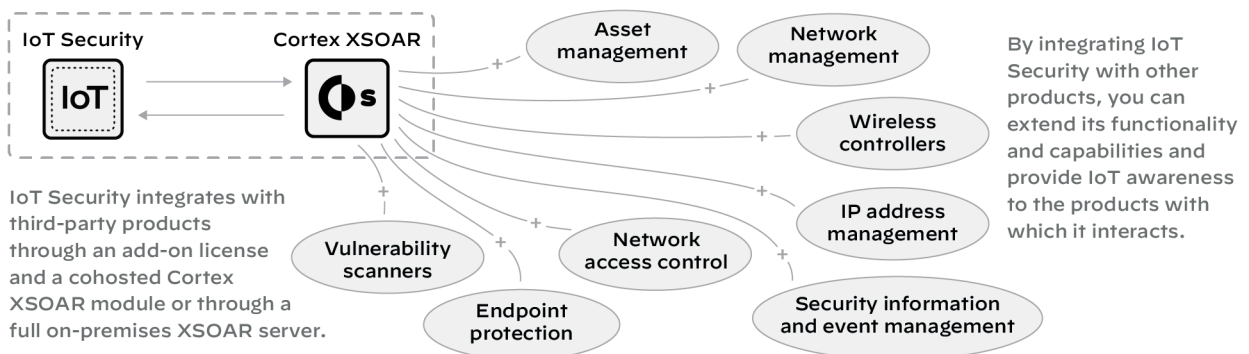 IoT Security
Cortex XSOAR
IoT
S
Asset
management
Network
management
Wireless
controllers
IP address
management
Security information
and event management
Network
access control
Endpoint
protection
Vulnerability
scanners
IoT Security integrates with
third-party products
through an add-on license
and a cohosted Cortex
XSOAR module or through a
full on-premises XSOAR server.
By integrating IoT
Security with other
products, you can
extend its functionality
and capabilities and
provide IoT awareness
to the products with
which it interacts.